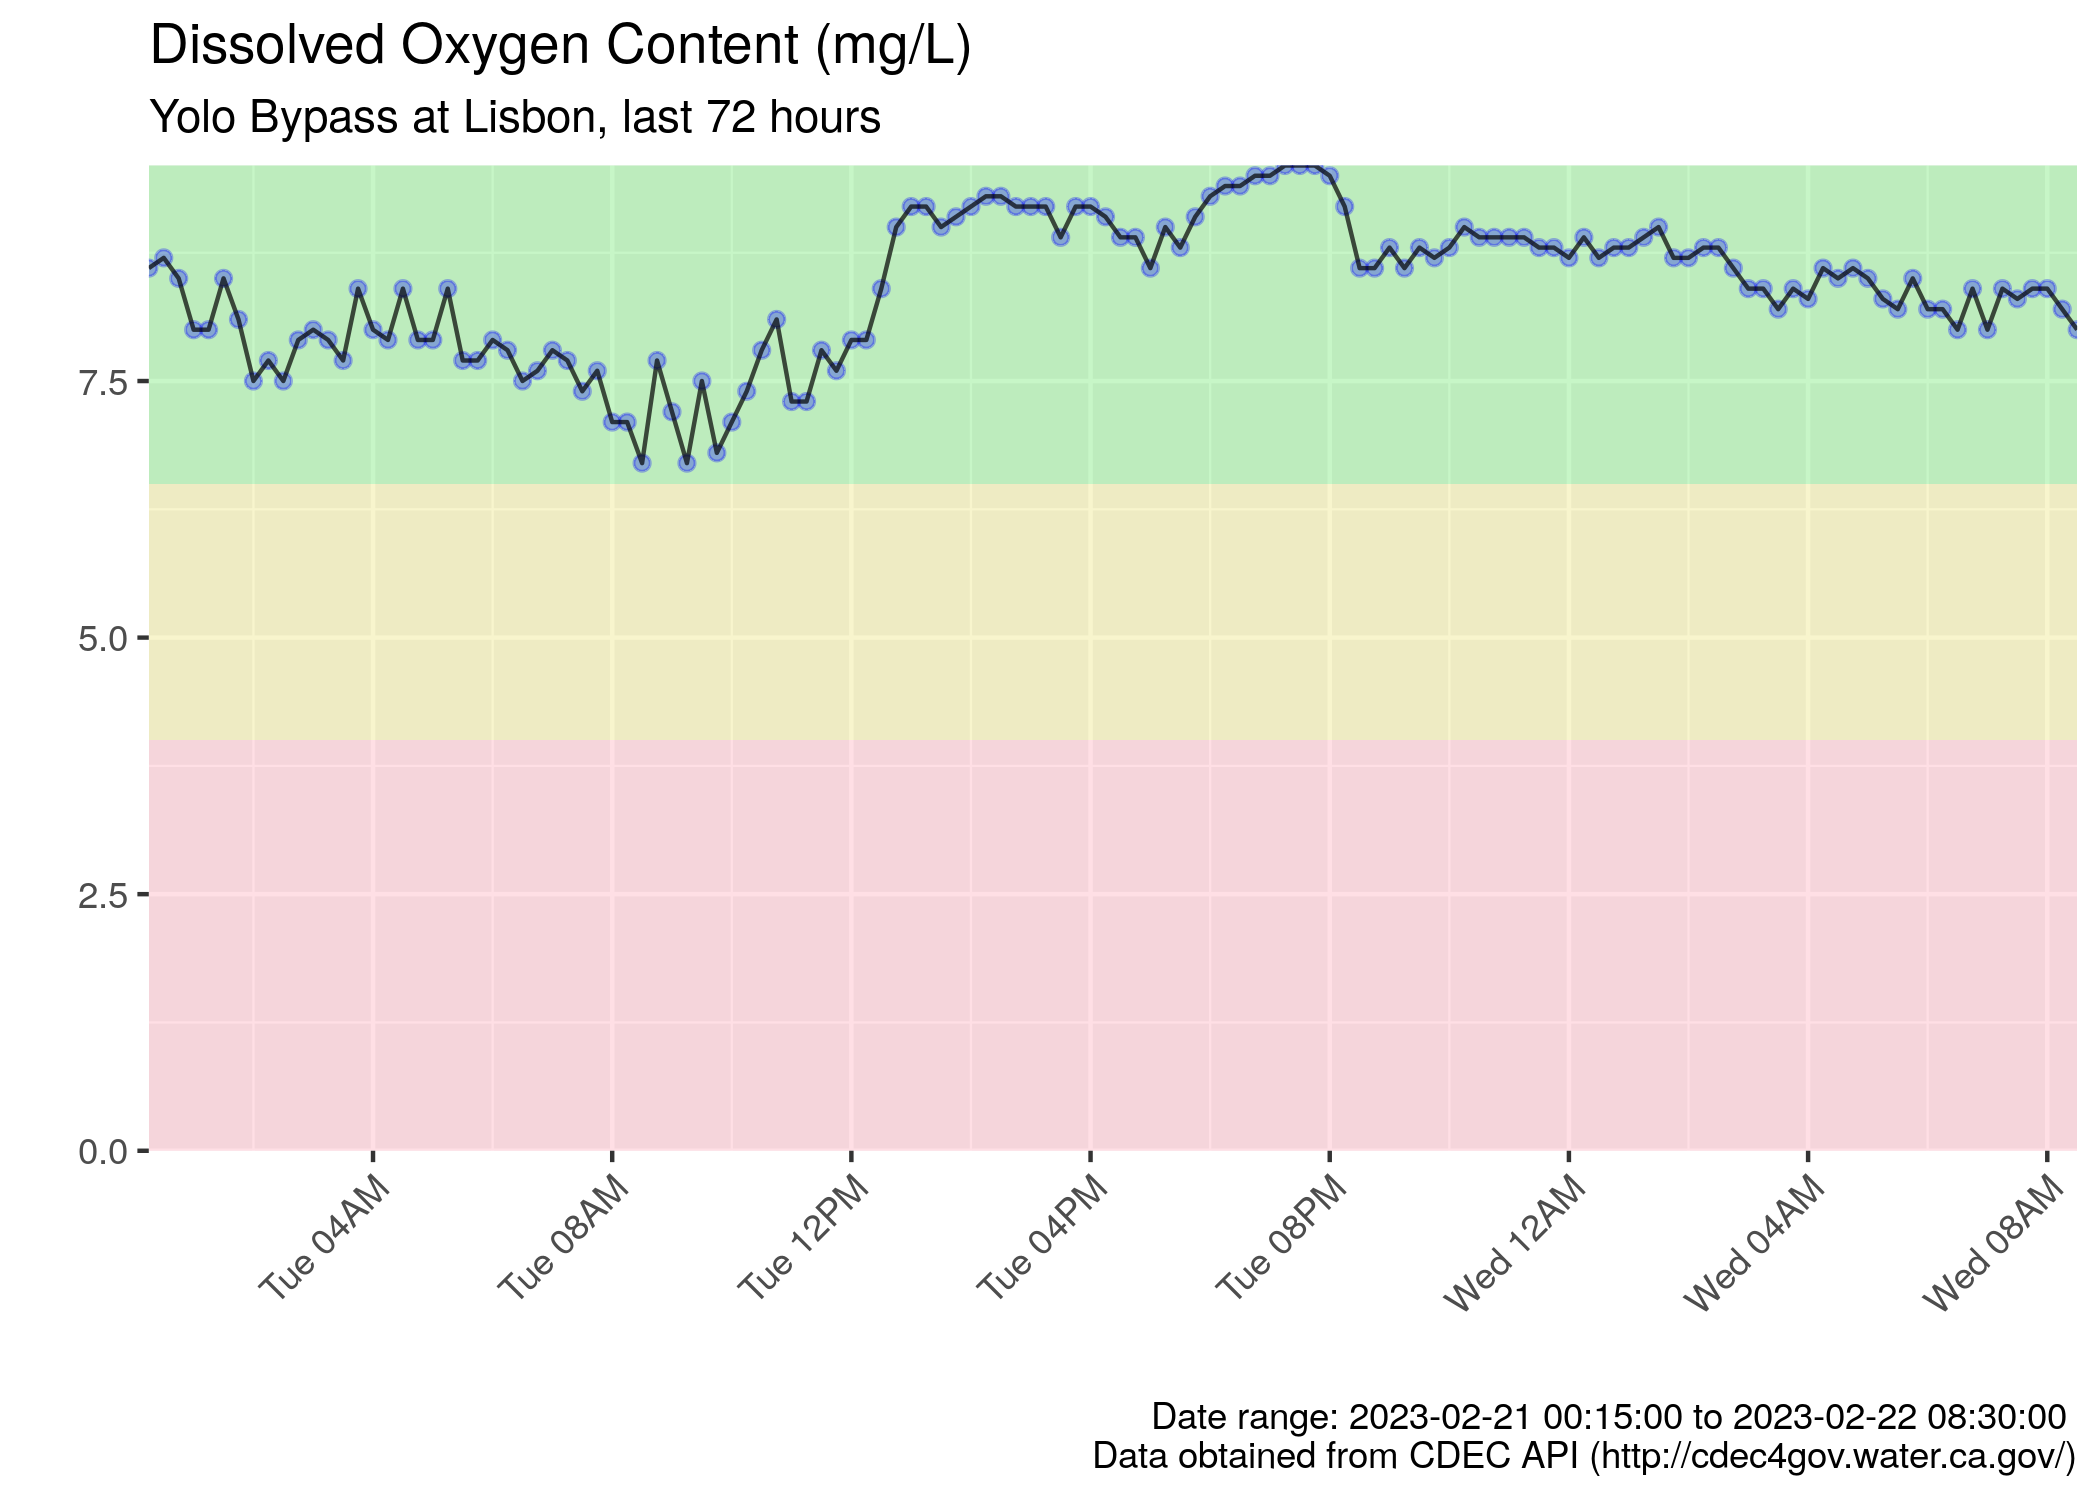 Dissolved Oxygen Content (mg/L)
Yolo Bypass at Lisbon, last 72 hours
7.5
5.0
2.5
0.0
Tue 04AM
Tue 08AM
Tue 12PM
Tue 04PM
Tue 08PM
Wed 12AM
Wed 04AM
Wed 08AM
Date range: 2023-02-21 00:15:00 to 2023-02-22 08:30:00
Data obtained from CDEC API (http://cdec4gov.water.ca.gov/)